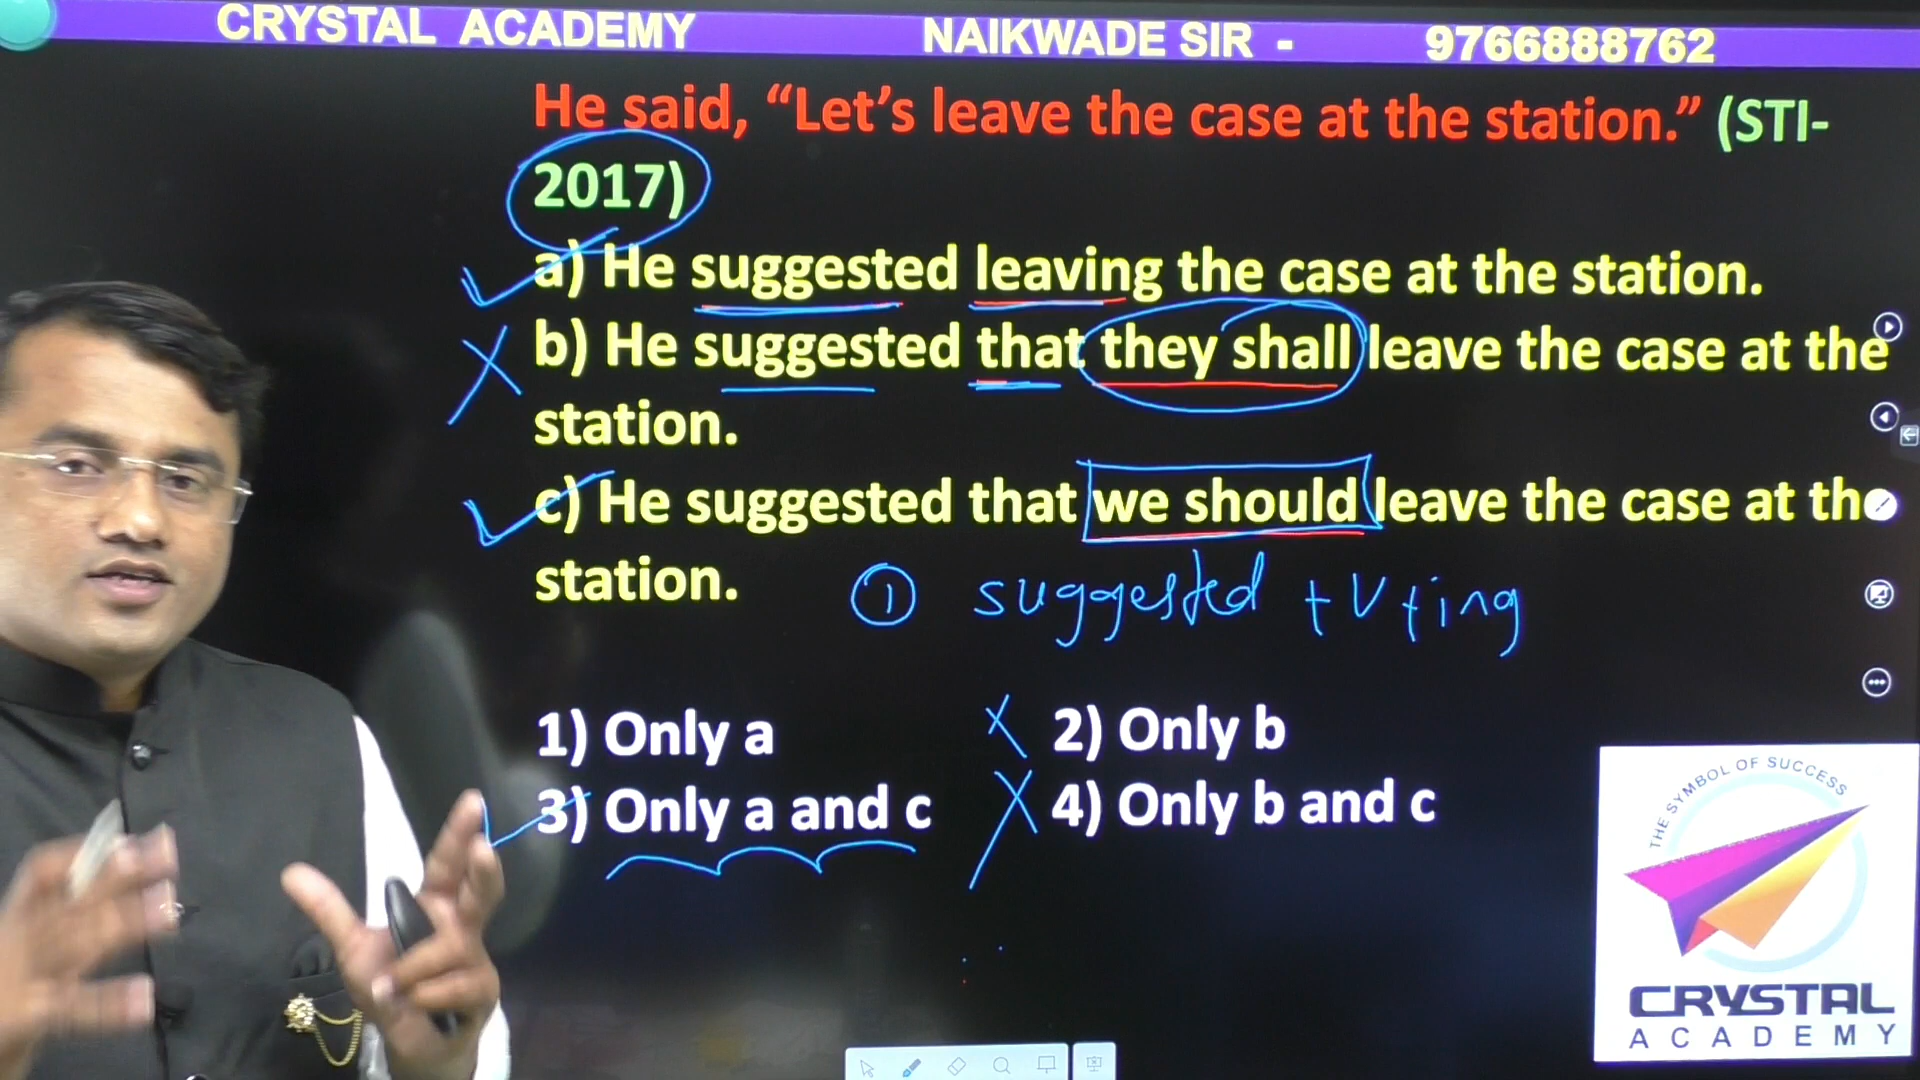 CRYSTAL ACADEMY NAIKWADE SIR - 9766888762
He said, “Let’s leave the case at the station.” (STI-
2017)
a) He suggested leaving the case at the station.
b) He suggested that they shall leave the case at the
station.
c) He suggested that we should leave the case at the
station.
① suggested + V + ing
1) Only a 2) Only b
3) Only a and c 4) Only b and c
THE SYMBOL OF SUCCESS
CRYSTAL
ACADEMY